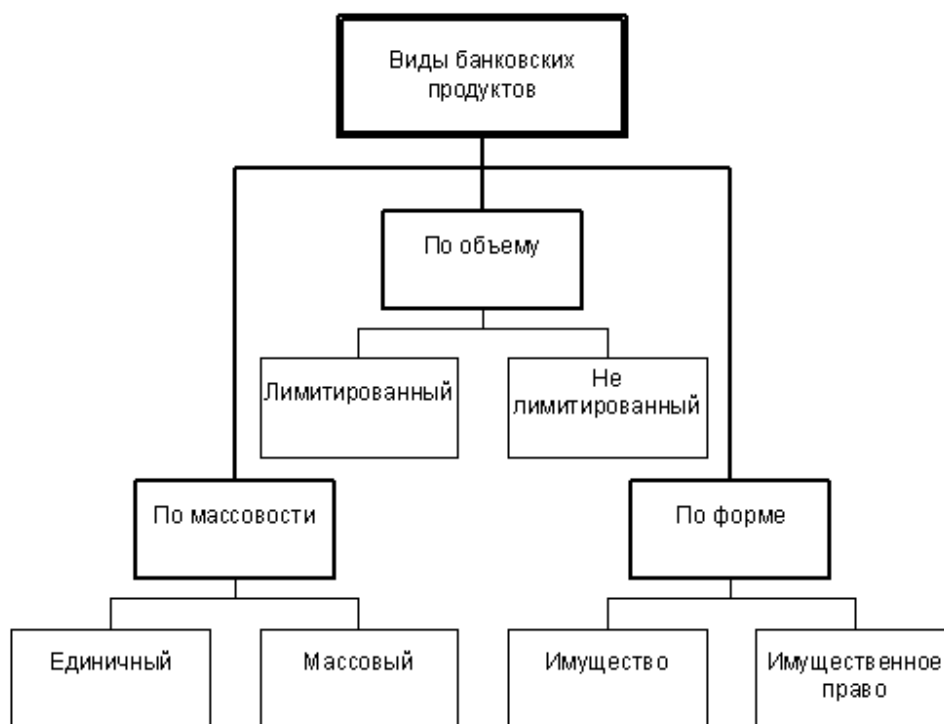 Виды банковских
продуктов
По объему
Лимитированный
Не
лимитированный
По массовости
По форме
Единичный
Массовый
Имущество
Имущественное
право